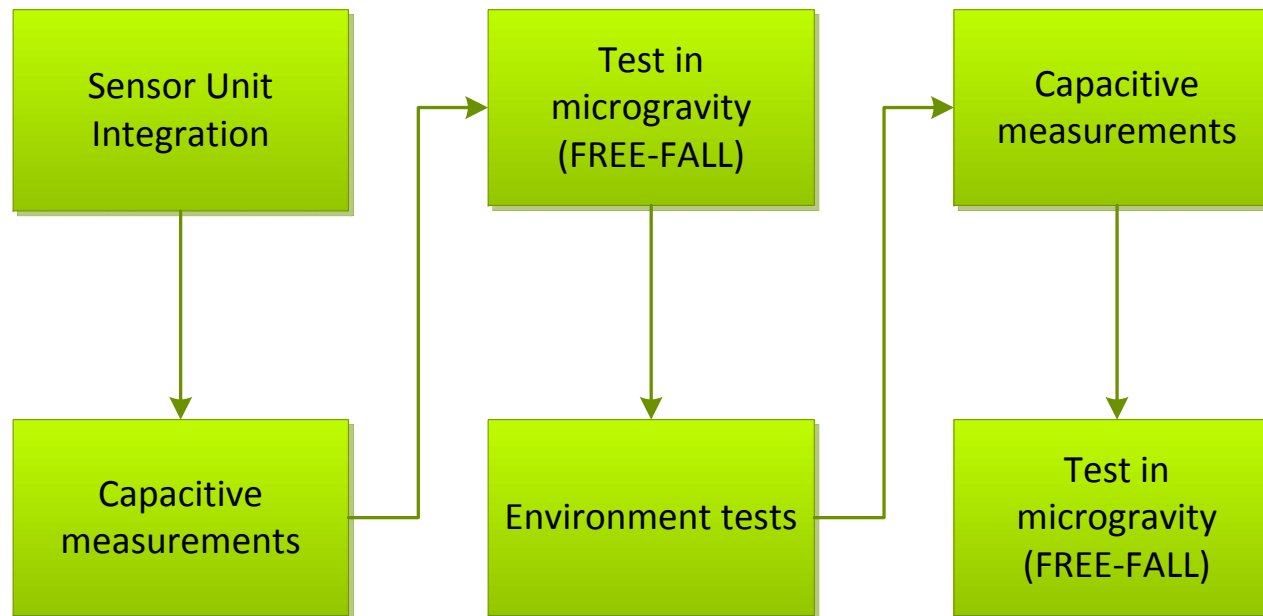 Sensor Unit
Integration
Capacitive
measurements
Test in
microgravity
(FREE-FALL)
Environment tests
Capacitive
measurements
Test in
microgravity
(FREE-FALL)